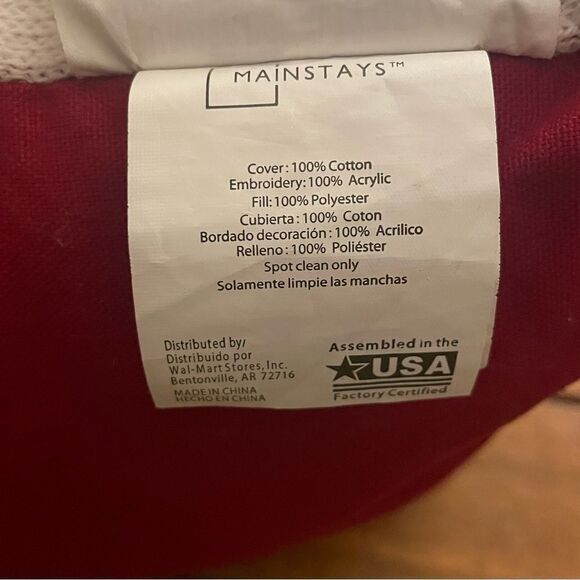 MAINSTAYS™
Cover: 100% Cotton
Embroidery: 100% Acrylic
Fill: 100% Polyester
Cubierta: 100% Coton
Bordado decoración: 100% Acrilico
Relleno: 100% Poliéster
Spot clean only
Solamente limpie las manchas
Distributed by/
Distribuido por
Wal-Mart Stores, Inc.
Bentonville, AR 72716
MADE IN CHINA
HECHO EN CHINA
Assembled in the
USA
Factory Certified